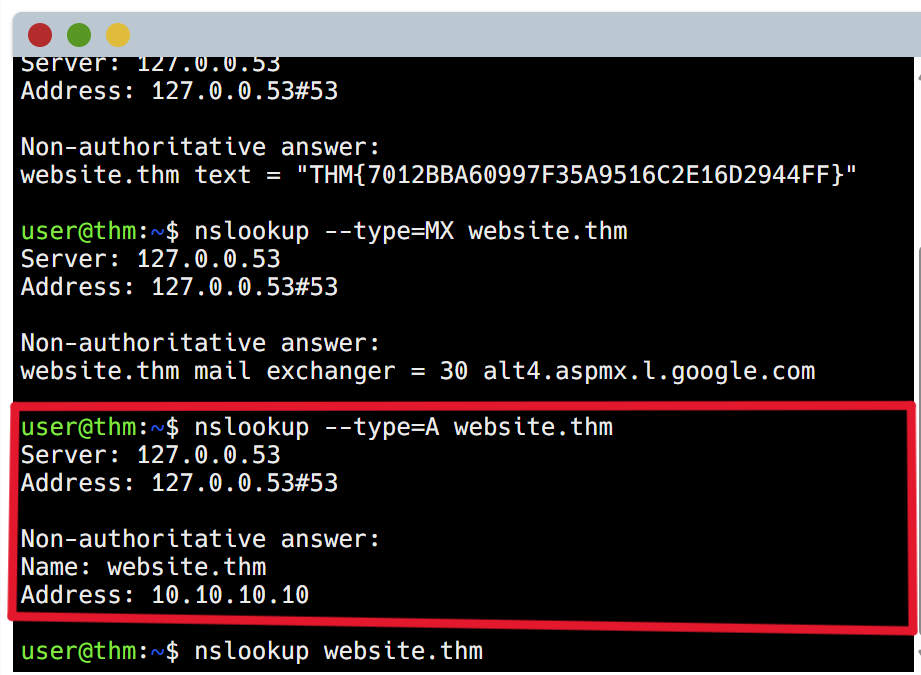 Server: 127.0.0.53
Address: 127.0.0.53#53
Non-authoritative answer:
website.thm text = "THM{7012BBA60997F35A9516C2E16D2944FF}"
user@thm:~$ nslookup --type=MX website.thm
Server: 127.0.0.53
Address: 127.0.0.53#53
Non-authoritative answer:
website.thm mail exchanger = 30 alt4.aspmx.l.google.com
user@thm:~$ nslookup --type=A website.thm
Server: 127.0.0.53
Address: 127.0.0.53#53
Non-authoritative answer:
Name: website.thm
Address: 10.10.10.10
user@thm:~$ nslookup website.thm